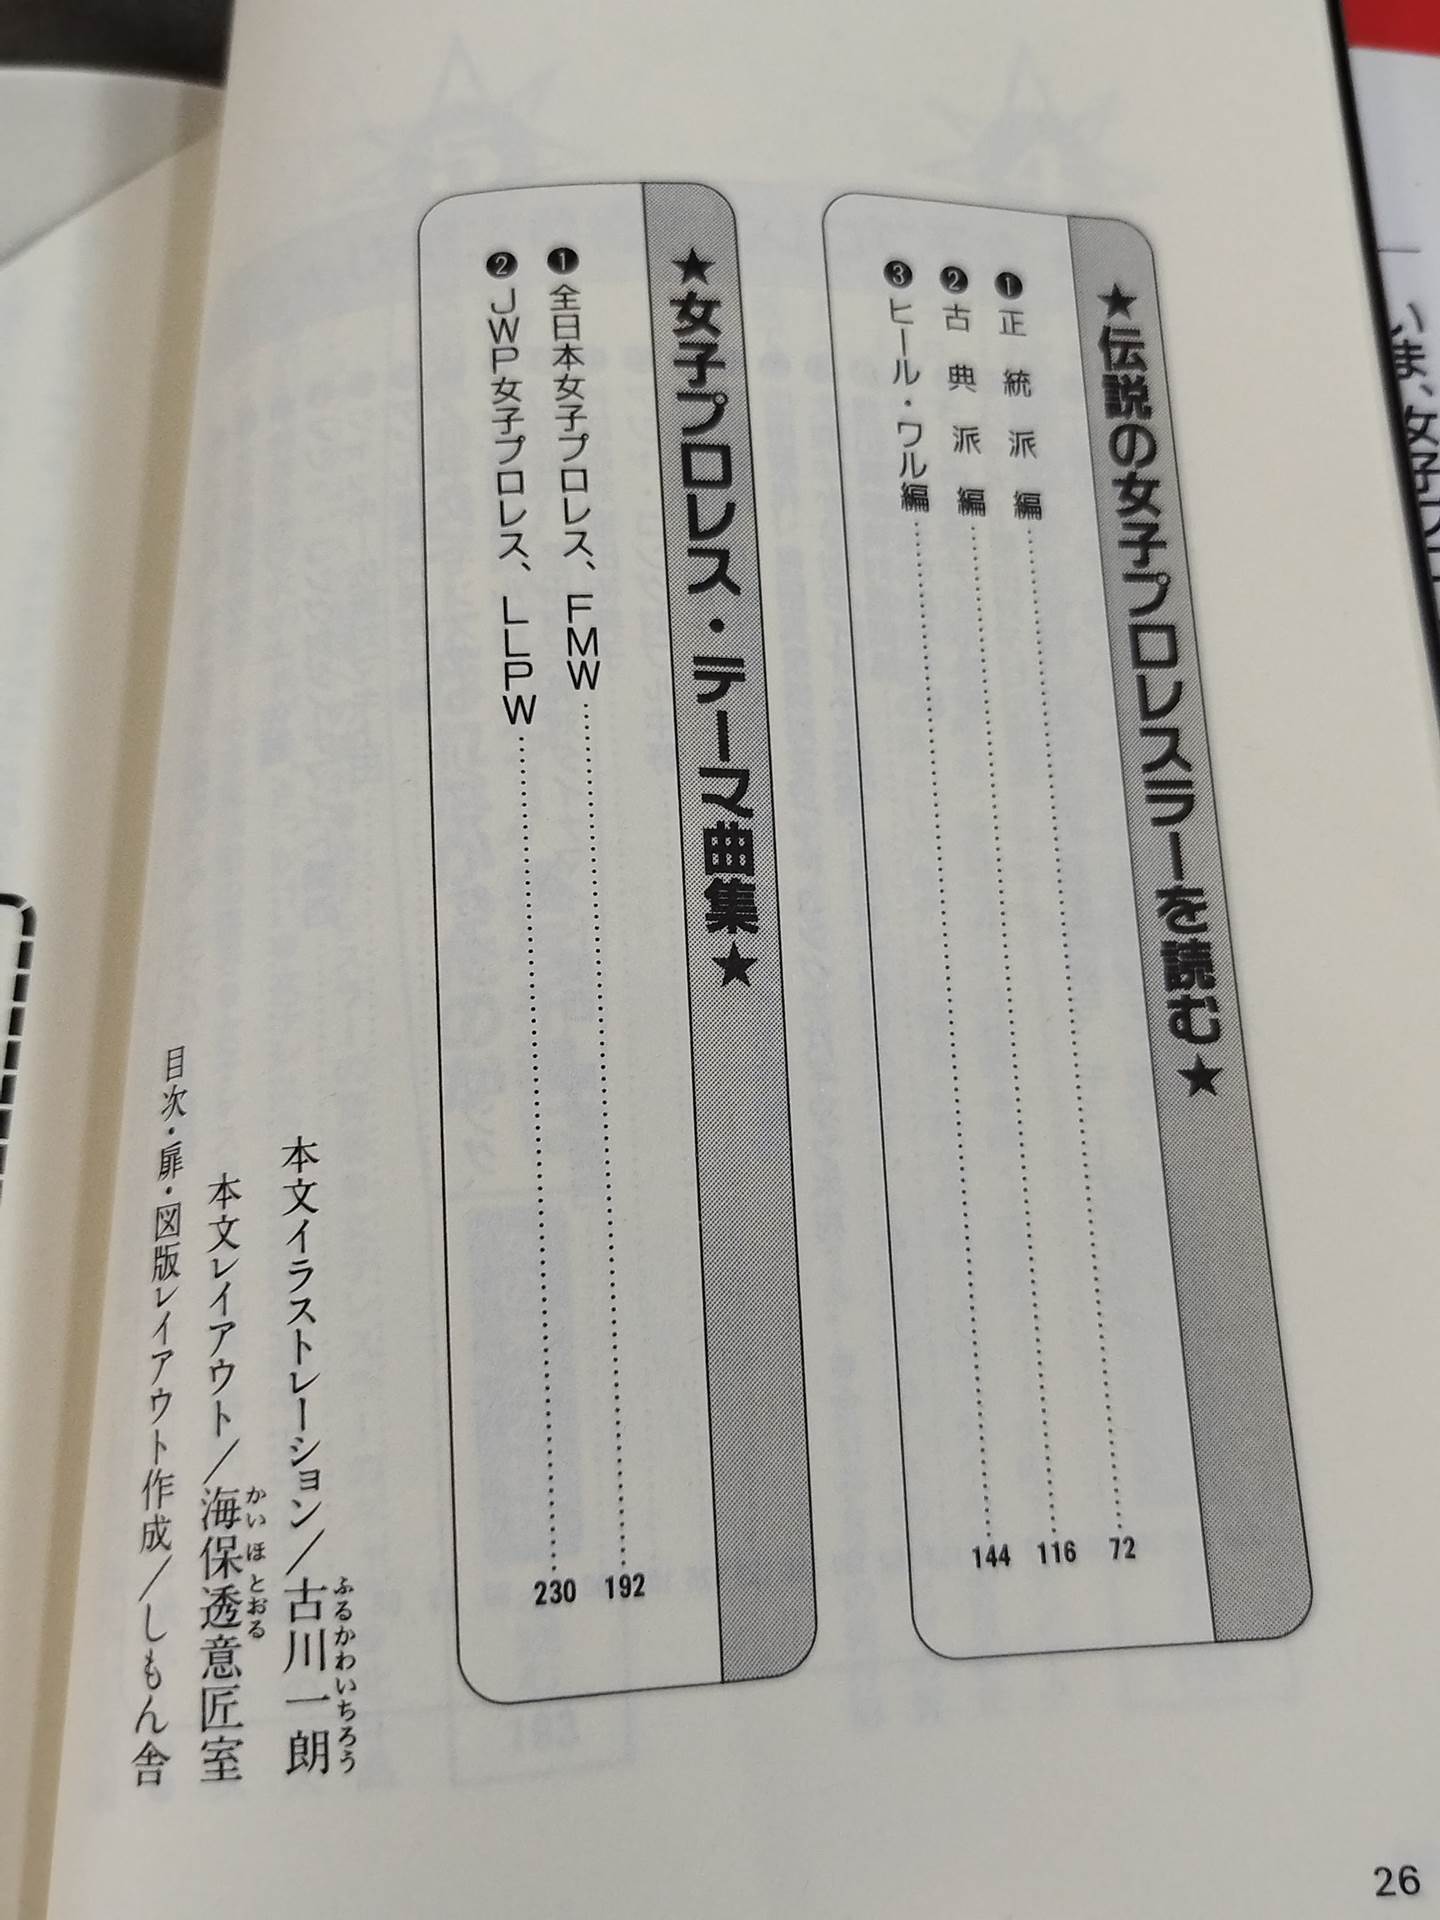 ★伝説の女子プロレスラーを読む★
❶正統派編……72
❷古典派編……116
❸ヒール・ワル編……144
★女子プロレス・テーマ曲集★
❶全日本女子プロレス、FMW……192
❷JWP女子プロレス、LLPW……230
本文イラストレーション/古川一朗
ふるかわいちろう
本文レイアウト/海保透意匠室
かいほとおる
目次・扉・図版レイアウト作成/しもん舎
26
いま、女子プロ